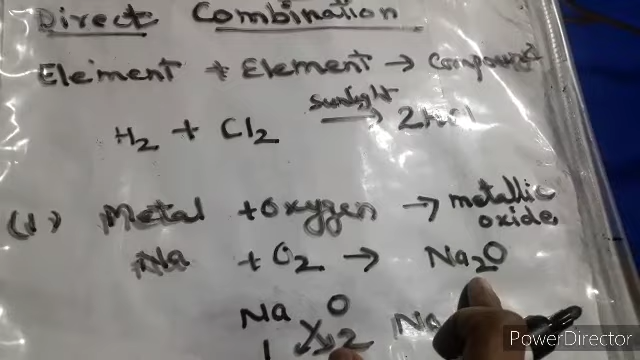 Direct Combination
Element + Element → Compound
H2 + Cl2 sunlight → 2HCl
(1) Metal + Oxygen → metallic oxide
Na + O2 → Na2O
Na O Na
1 2
PowerDirector